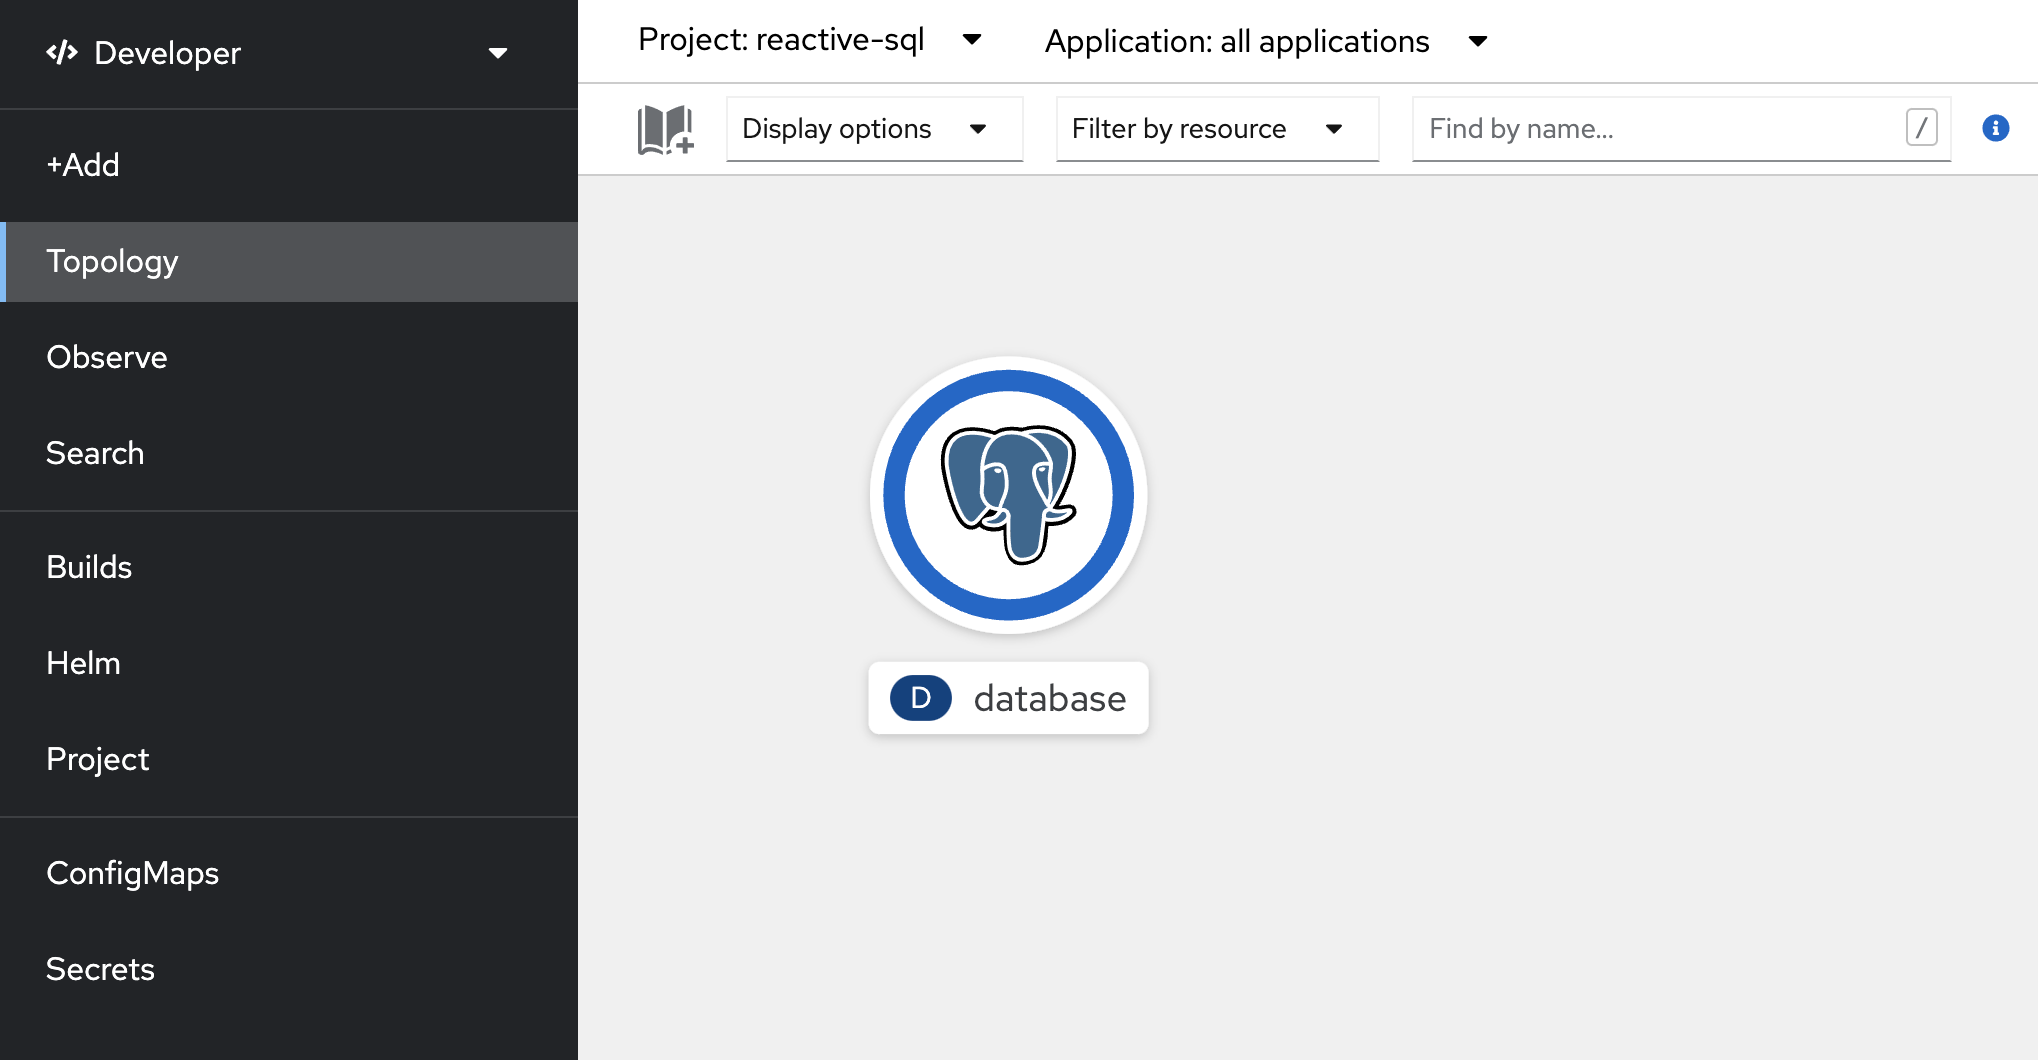 Developer
+Add
Topology
Observe
Search
Builds
Helm
Project
ConfigMaps
Secrets
Project: reactive-sql
Application: all applications
Display options
Filter by resource
Find by name...
/
D database